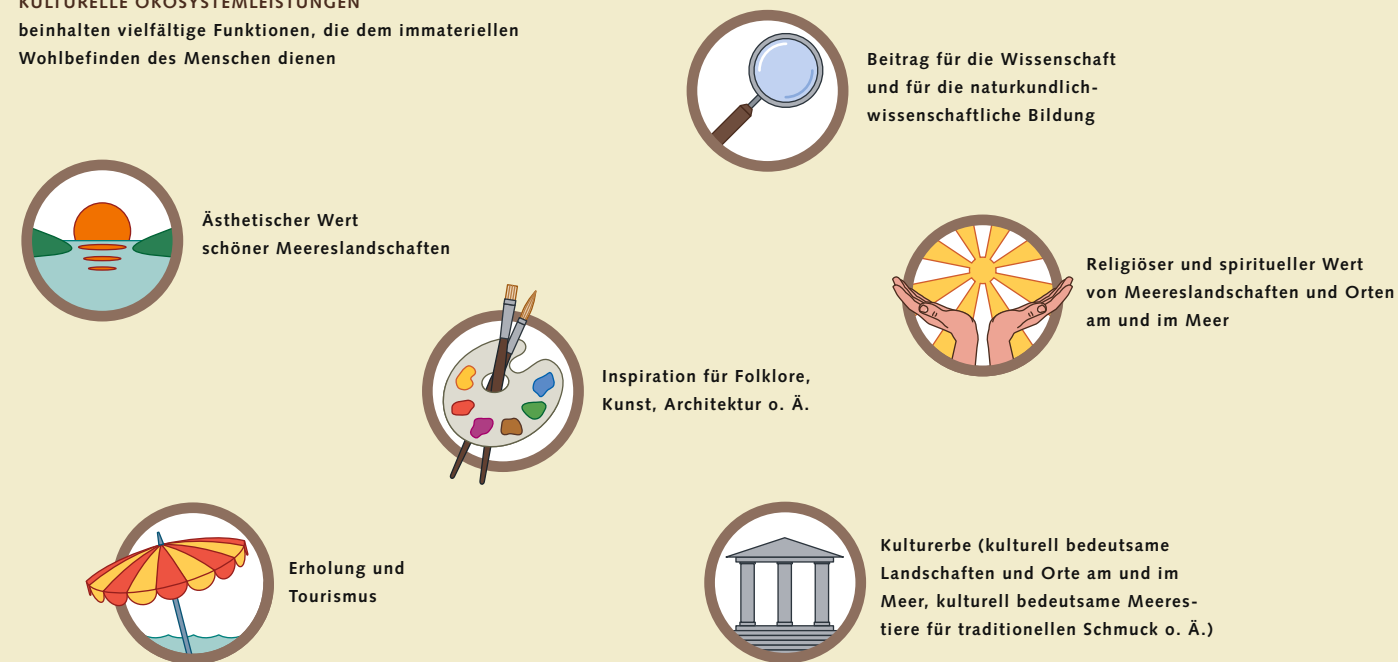 KULTURELLE ÖKOSYSTEMLEISTUNGEN
beinhalten vielfältige Funktionen, die dem immateriellen
Wohlbefinden des Menschen dienen
Beitrag für die Wissenschaft
und für die naturkundlich-
wissenschaftliche Bildung
Ästhetischer Wert
schöner Meereslandschaften
Religiöser und spiritueller Wert
von Meereslandschaften und Orten
am und im Meer
Inspiration für Folklore,
Kunst, Architektur o. Ä.
Erholung und
Tourismus
Kulturerbe (kulturell bedeutsame
Landschaften und Orte am und im
Meer, kulturell bedeutsame Meeres-
tiere für traditionellen Schmuck o. Ä.)